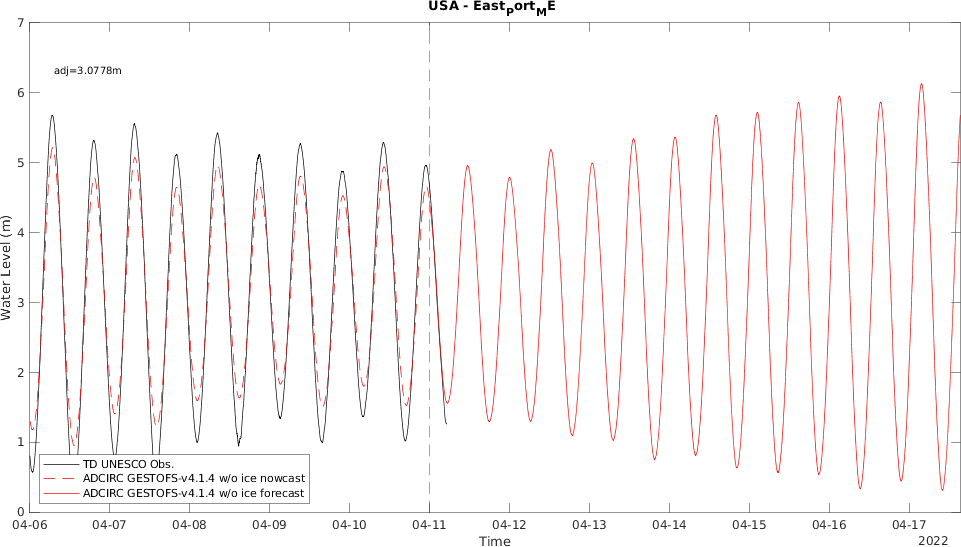 USA - EastPortME
7
adj=3.0778m
6
5
4
3
2
1
0
Water Level (m)
TD UNESCO Obs.
ADCIRC GESTOFS-v4.1.4 w/o ice nowcast
ADCIRC GESTOFS-v4.1.4 w/o ice forecast
04-06 04-07 04-08 04-09 04-10 04-11 04-12 04-13 04-14 04-15 04-16 04-17
Time
2022